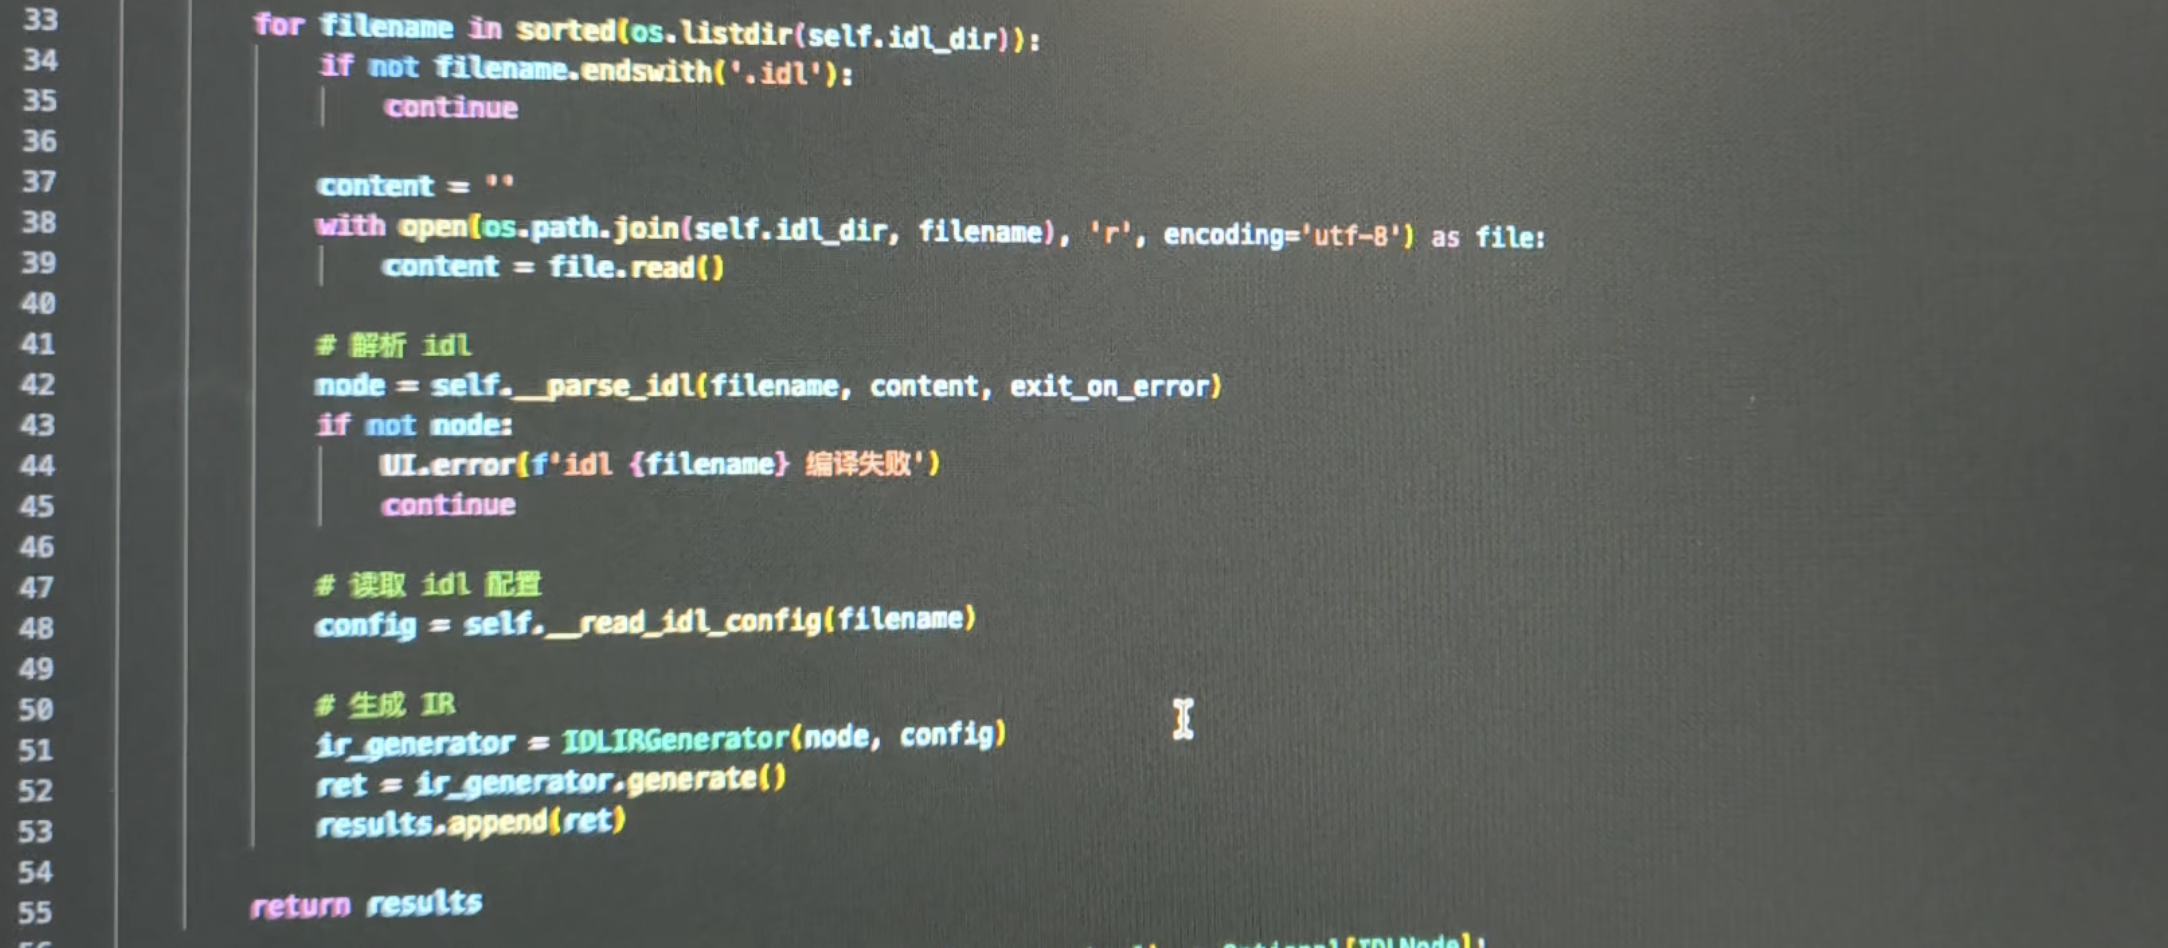 33 for filename in sorted(os.listdir(self.idl_dir)):
34 if not filename.endswith('.idl'):
35 continue
36
37 content = ''
38 with open(os.path.join(self.idl_dir, filename), 'r', encoding='utf-8') as file:
39 content = file.read()
40
41 # 解析 idl
42 node = self.__parse_idl(filename, content, exit_on_error)
43 if not node:
44 UI.error(f'idl {filename} 编译失败')
45 continue
46
47 # 读取 idl 配置
48 config = self.__read_idl_config(filename)
49
50 # 生成 IR
51 ir_generator = IDLIRGenerator(node, config)
52 ret = ir_generator.generate()
53 results.append(ret)
54
55 return results
Optional[IDLNode]: